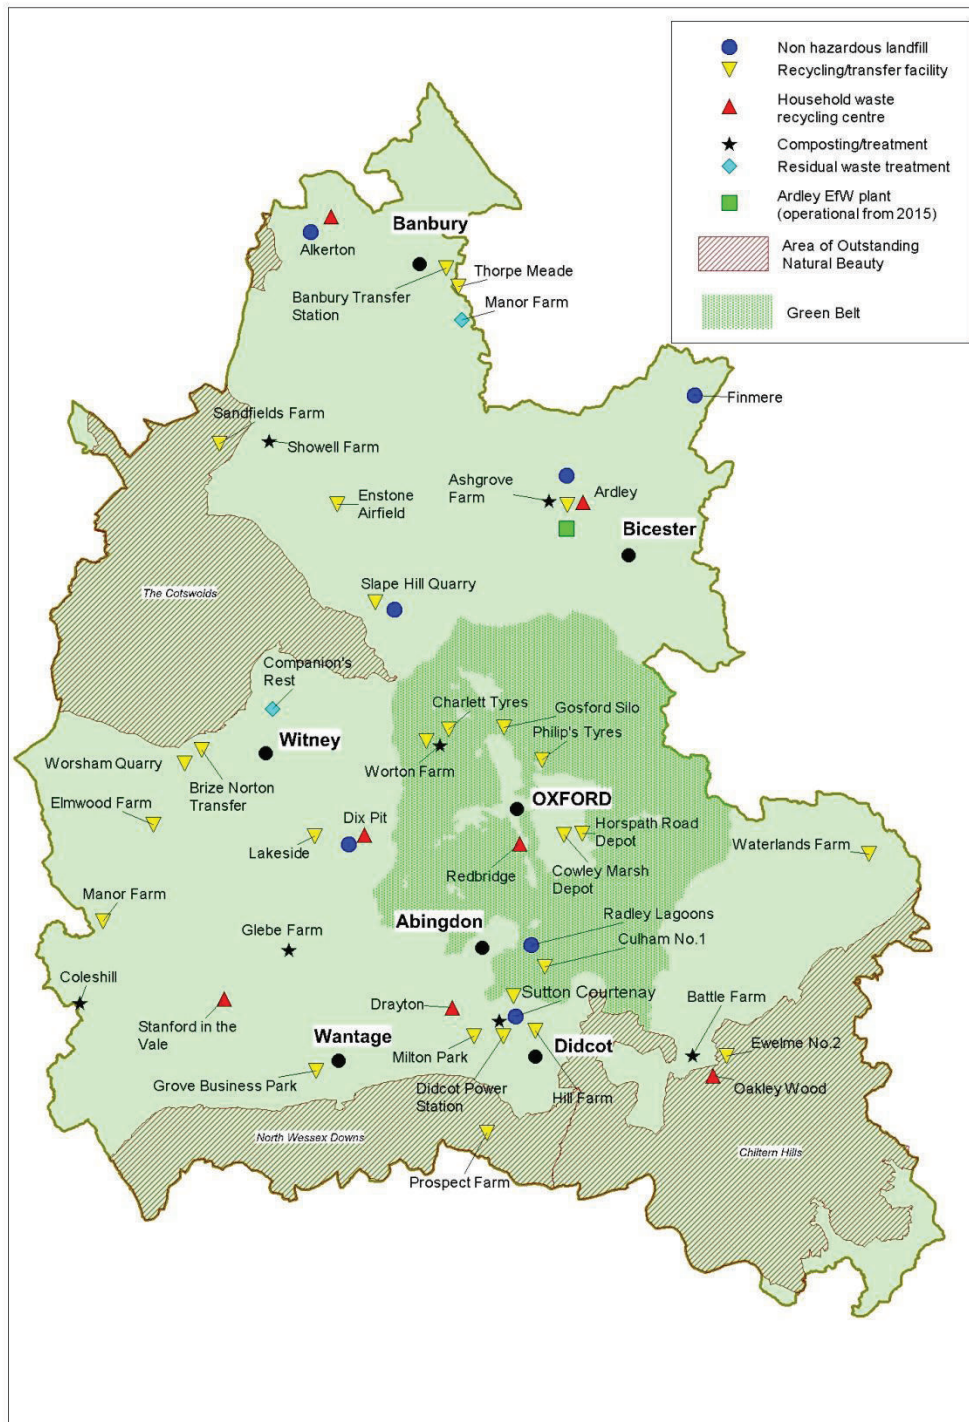 Non hazardous landfill
Recycling/transfer facility
Household waste
recycling centre
Composting/treatment
Residual waste treatment
Ardley EfW plant
(operational from 2015)
Area of Outstanding
Natural Beauty
Green Belt
Banbury
Alkerton
Thorpe Meade
Banbury Transfer
Station
Manor Farm
Finmere
Sandfields Farm
Showell Farm
Ashgrove
Farm
Ardley
Enstone
Airfield
Bicester
The Cotswolds
Slape Hill Quarry
Companion's
Rest
Charlett Tyres
Gosford Silo
Witney
Philip's Tyres
Worsham Quarry
Worton Farm
Brize Norton
Transfer
Elmwood Farm
OXFORD
Dix Pit
Horspath Road
Depot
Lakeside
Waterlands Farm
Redbridge
Cowley Marsh
Depot
Manor Farm
Abingdon
Radley Lagoons
Glebe Farm
Culham No.1
Coleshill
Drayton
Sutton Courtenay
Battle Farm
Stanford in the
Vale
Wantage
Milton Park
Didcot
Ewelme No.2
Grove Business Park
Didcot Power
Station
Hill Farm
Oakley Wood
North Wessex Downs
Chiltern Hills
Prospect Farm